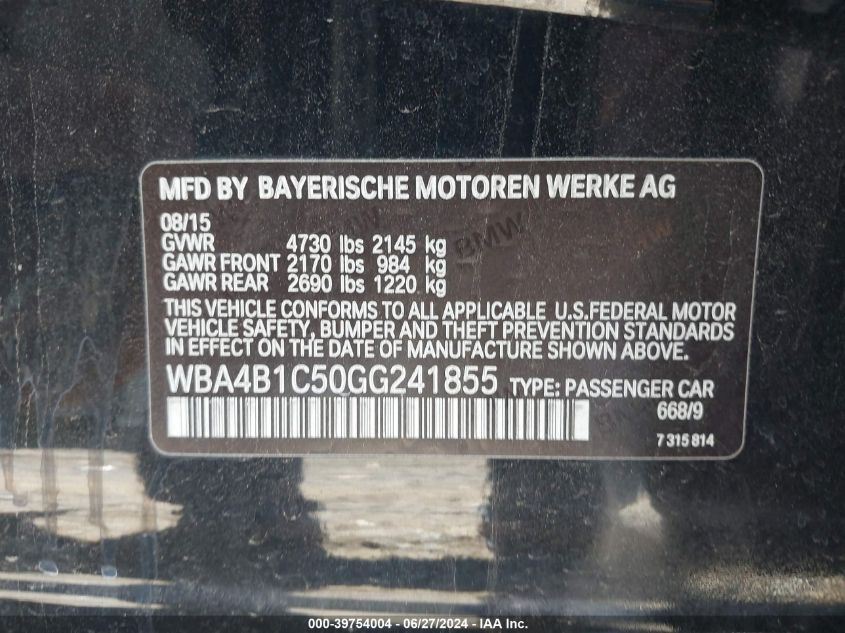 MFD BY BAYERISCHE MOTOREN WERKE AG
08/15
GVWR 4730 lbs 2145 kg
GAWR FRONT 2170 lbs 984 kg
GAWR REAR 2690 lbs 1220 kg
THIS VEHICLE CONFORMS TO ALL APPLICABLE U.S.FEDERAL MOTOR
VEHICLE SAFETY, BUMPER AND THEFT PREVENTION STANDARDS
IN EFFECT ON THE DATE OF MANUFACTURE SHOWN ABOVE.
WBA4B1C50GG241855 TYPE: PASSENGER CAR
668/9
7 315 814
000-39754004 - 06/27/2024 - IAA Inc.